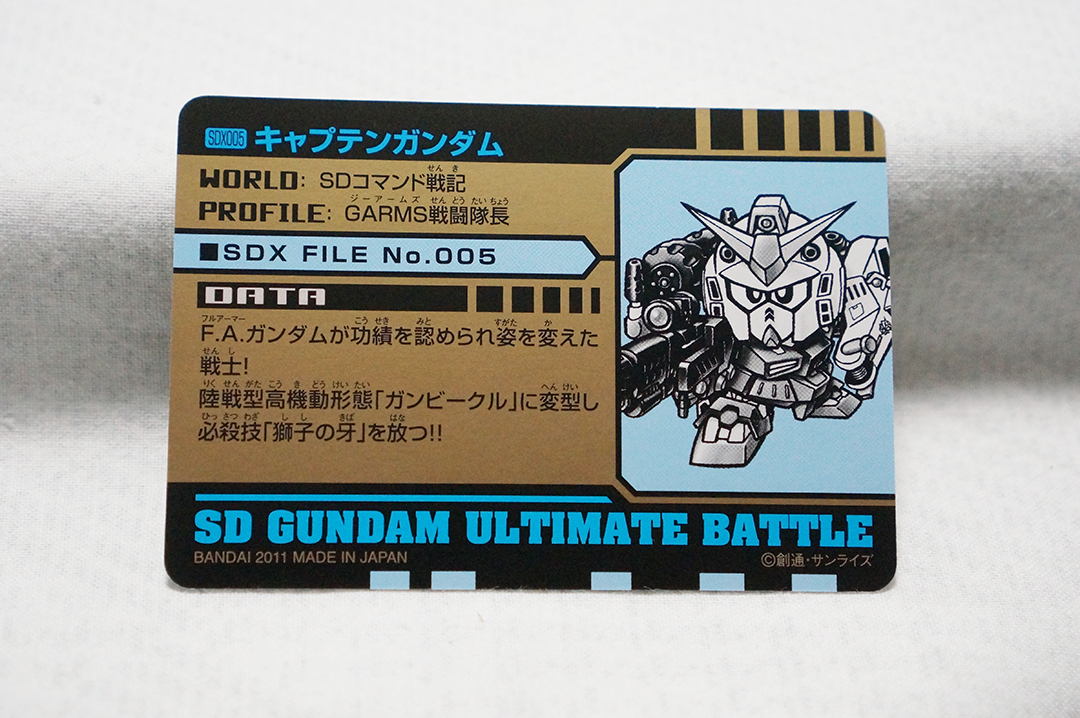 SDX005 キャプテンガンダム
WORLD: SDコマンド戦記
PROFILE: GARMS戦闘隊長
■SDX FILE No.005
DATA
F.A.ガンダムが功績を認められ姿を変えた
戦士!
陸戦型高機動形態「ガンビークル」に変型し
必殺技「獅子の牙」を放つ!!
SD GUNDAM ULTIMATE BATTLE
BANDAI 2011 MADE IN JAPAN
©創通・サンライズ